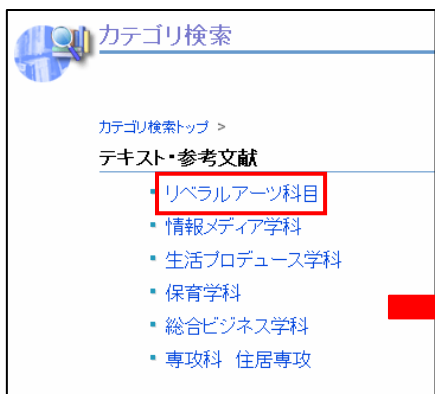 カテゴリ検索
カテゴリ検索トップ >
テキスト・参考文献
リベラルアーツ科目
情報メディア学科
生活プロデュース学科
保育学科
総合ビジネス学科
専攻科 住居専攻